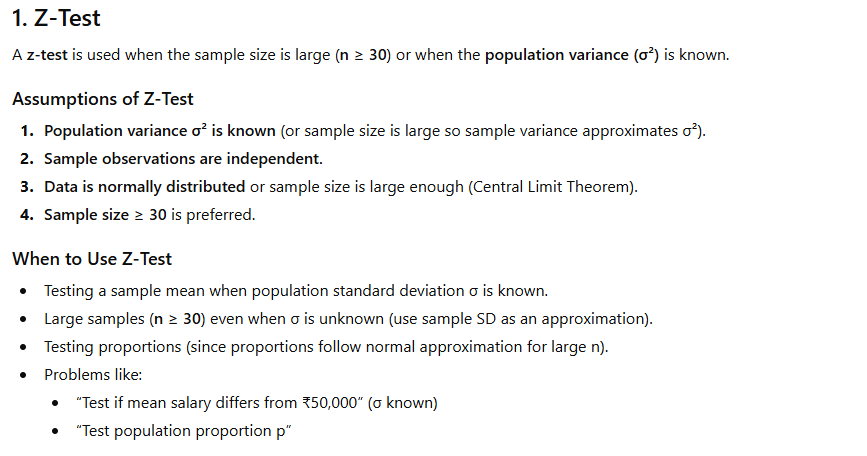 1. Z-Test
A z-test is used when the sample size is large (n ≥ 30) or when the population variance (σ²) is known.
Assumptions of Z-Test
1. Population variance σ² is known (or sample size is large so sample variance approximates σ²).
2. Sample observations are independent.
3. Data is normally distributed or sample size is large enough (Central Limit Theorem).
4. Sample size ≥ 30 is preferred.
When to Use Z-Test
• Testing a sample mean when population standard deviation σ is known.
• Large samples (n ≥ 30) even when σ is unknown (use sample SD as an approximation).
• Testing proportions (since proportions follow normal approximation for large n).
• Problems like:
• “Test if mean salary differs from ₹50,000” (σ known)
• “Test population proportion p”